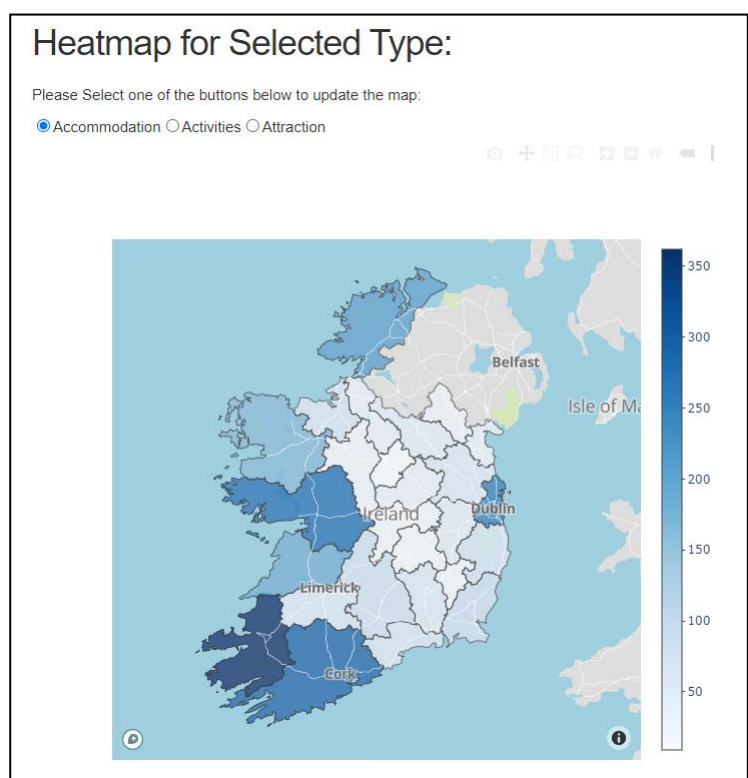 Heatmap for Selected Type:
Please Select one of the buttons below to update the map:
Accommodation Activities Attraction
350
Belfast
300
Isle of Ma
250
200
Dublin
Ireland
150
Limerick
100
Cork
50